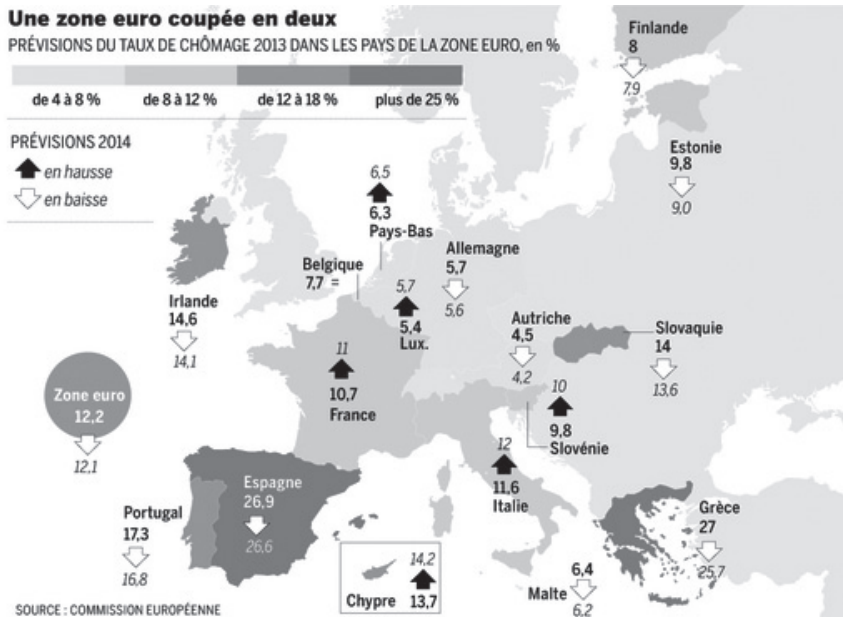 Une zone euro coupée en deux
PRÉVISIONS DU TAUX DE CHÔMAGE 2013 DANS LES PAYS DE LA ZONE EURO, en %
de 4 à 8 %
de 8 à 12 %
de 12 à 18 %
plus de 25 %
PRÉVISIONS 2014
en hausse
en baisse
Finlande
8
7,9
Estonie
9,8
9,0
6,5
6,3
Pays-Bas
Belgique
7,7 =
Allemagne
5,7
5,6
5,7
5,4
Lux.
Irlande
14,6
14,1
Autriche
4,5
4,2
Slovaquie
14
13,6
11
10,7
France
10
9,8
Slovénie
Zone euro
12,2
12,1
12
11,6
Italie
Espagne
26,9
26,6
Portugal
17,3
16,8
Grèce
27
25,7
14,2
Chypre 13,7
6,4
Malte
6,2
SOURCE : COMMISSION EUROPÉENNE